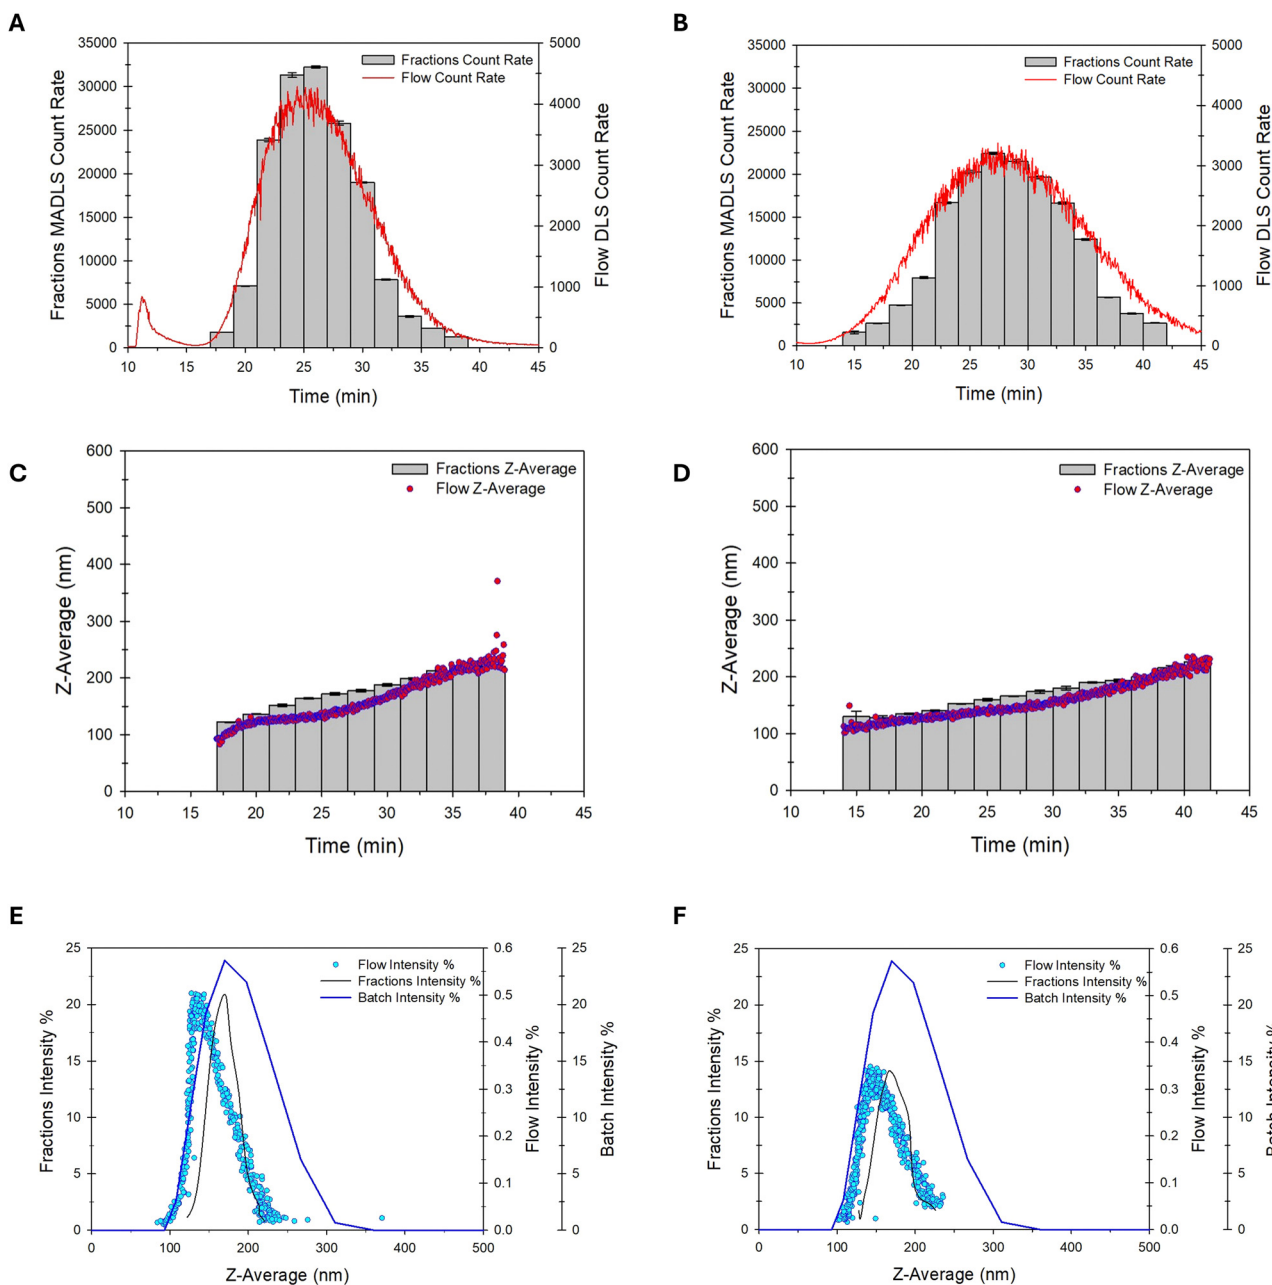 A
Fractions MADLS Count Rate
35000
30000
25000
20000
15000
10000
5000
0
Fractions Count Rate
Flow Count Rate
5000
4000
3000
2000
1000
0
Flow DLS Count Rate
10 15 20 25 30 35 40 45
Time (min)
B
Fractions MADLS Count Rate
35000
30000
25000
20000
15000
10000
5000
0
Fractions Count Rate
Flow Count Rate
5000
4000
3000
2000
1000
0
Flow DLS Count Rate
10 15 20 25 30 35 40 45
Time (min)
C
Z-Average (nm)
600
500
400
300
200
100
0
Fractions Z-Average
Flow Z-Average
10 15 20 25 30 35 40 45
Time (min)
D
Z-Average (nm)
600
500
400
300
200
100
0
Fractions Z-Average
Flow Z-Average
10 15 20 25 30 35 40 45
Time (min)
E
Fractions Intensity %
25
20
15
10
5
0
Flow Intensity %
Fractions Intensity %
Batch Intensity %
0.6
0.5
0.4
0.3
0.2
0.1
0.0
Flow Intensity %
25
20
15
10
5
0
Batch Intensity %
0 100 200 300 400 500
Z-Average (nm)
F
Fractions Intensity %
25
20
15
10
5
0
Flow Intensity %
Fractions Intensity %
Batch Intensity %
0.6
0.5
0.4
0.3
0.2
0.1
0.0
Flow Intensity %
25
20
15
10
5
0
Batch Intensity %
0 100 200 300 400 500
Z-Average (nm)